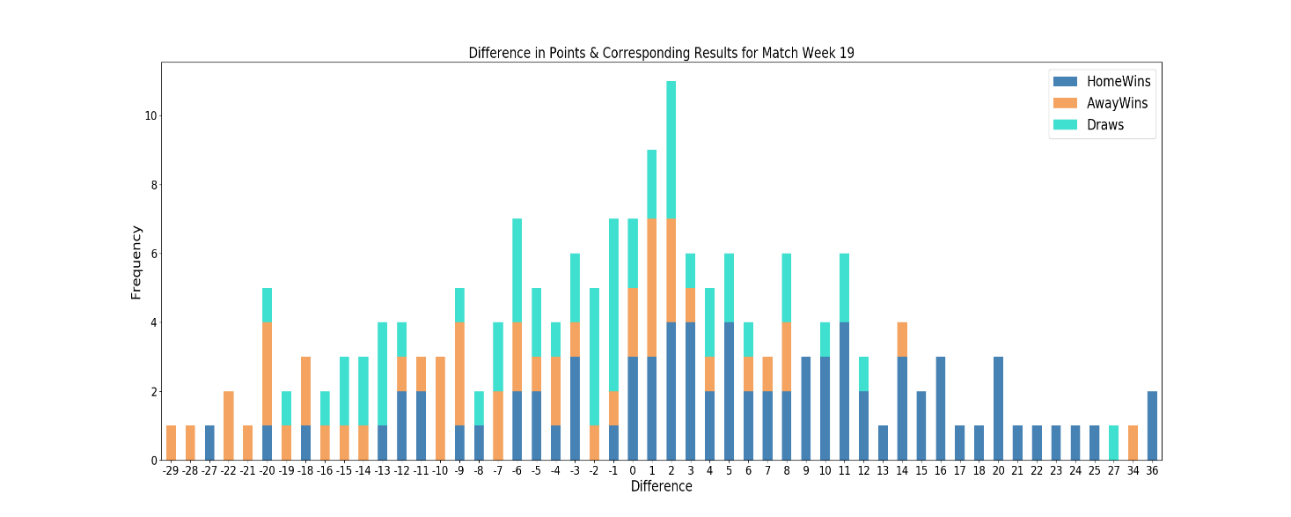 Difference in Points & Corresponding Results for Match Week 19
HomeWins
AwayWins
Draws
Frequency
10
8
6
4
2
0
-29 -28 -27 -22 -21 -20 -19 -18 -16 -15 -14 -13 -12 -11 -10 -9 -8 -7 -6 -5 -4 -3 -2 -1 0 1 2 3 4 5 6 7 8 9 10 11 12 13 14 15 16 17 18 20 21 22 23 24 25 27 34 36
Difference